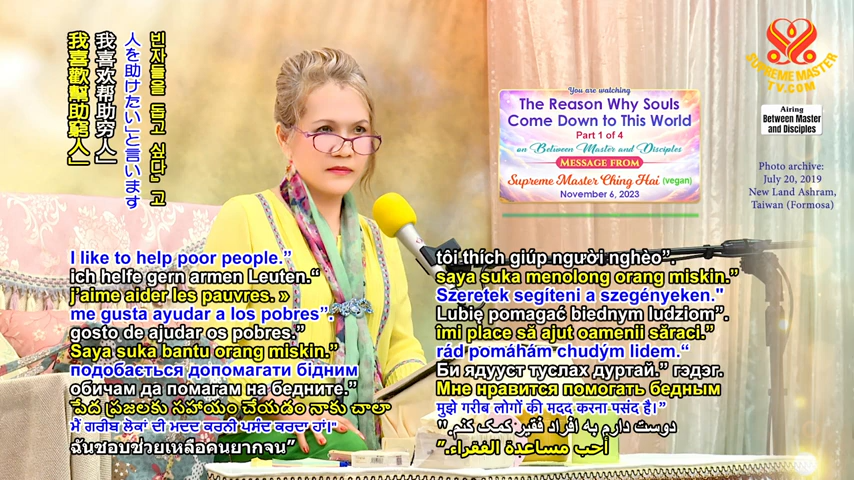 빈자들을 돕고 싶다』고
人を助けたい」と言います
我喜欢帮助穷人」
我喜歡幫助窮人」
SUPREME MASTER
TV.COM
You are watching
The Reason Why Souls
Come Down to This World
Part 1 of 4
on Between Master and Disciples
MESSAGE FROM
Supreme Master Ching Hai (vegan)
November 6, 2023
Airing
Between Master
and Disciples
Photo archive:
July 20, 2019
New Land Ashram,
Taiwan (Formosa)
I like to help poor people.”
ich helfe gern armen Leuten.“
j’aime aider les pauvres. »
me gusta ayudar a los pobres”.
gosto de ajudar os pobres.”
Saya suka bantu orang miskin.”
подобається допомагати бідним
обичам да помагам на бедните.”
పేద ప్రజలకు సహాయం చేయడం నాకు చాలా
ਮੈਂ ਗਰੀਬ ਲੋਕਾਂ ਦੀ ਮਦਦ ਕਰਨੀ ਪਸੰਦ ਕਰਦਾ ਹਾਂ।"
ฉันชอบช่วยเหลือคนยากจน”
tôi thích giúp người nghèo”.
saya suka menolong orang miskin.”
Szeretek segíteni a szegényeken."
Lubię pomagać biednym ludziom”.
îmi place să ajut oamenii săraci.”
rád pomáhám chudým lidem.“
Би ядууст туслах дуртай.” гэдэг.
Мне нравится помогать бедным
मुझे गरीब लोगों की मदद करना पसंद है।”
دوست دارم به افراد فقیر کمک کنم."
أحب مساعدة الفقراء."